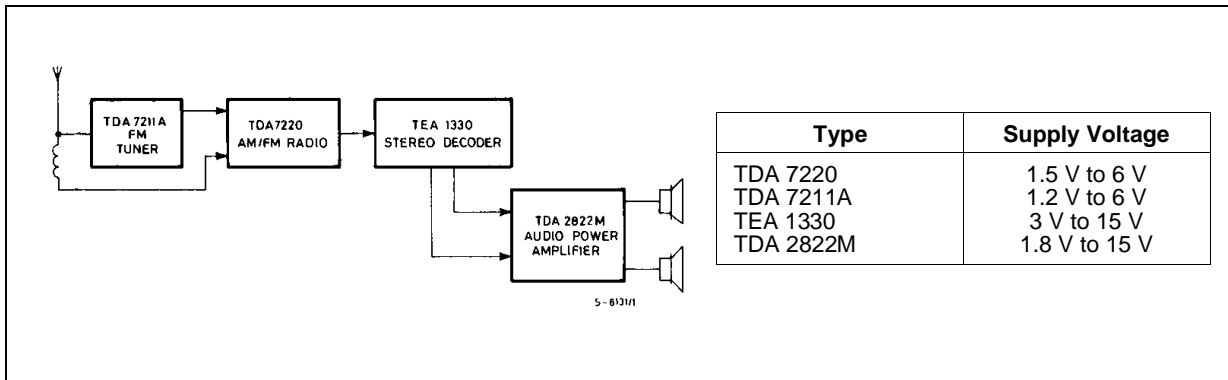 TDA 7211A
FM
TUNER
TDA7220
AM/FM RADIO
TEA 1330
STEREO DECODER
TDA 2822M
AUDIO POWER
AMPLIFIER
S-6131/1
Type Supply Voltage
TDA 7220 1.5 V to 6 V
TDA 7211A 1.2 V to 6 V
TEA 1330 3 V to 15 V
TDA 2822M 1.8 V to 15 V